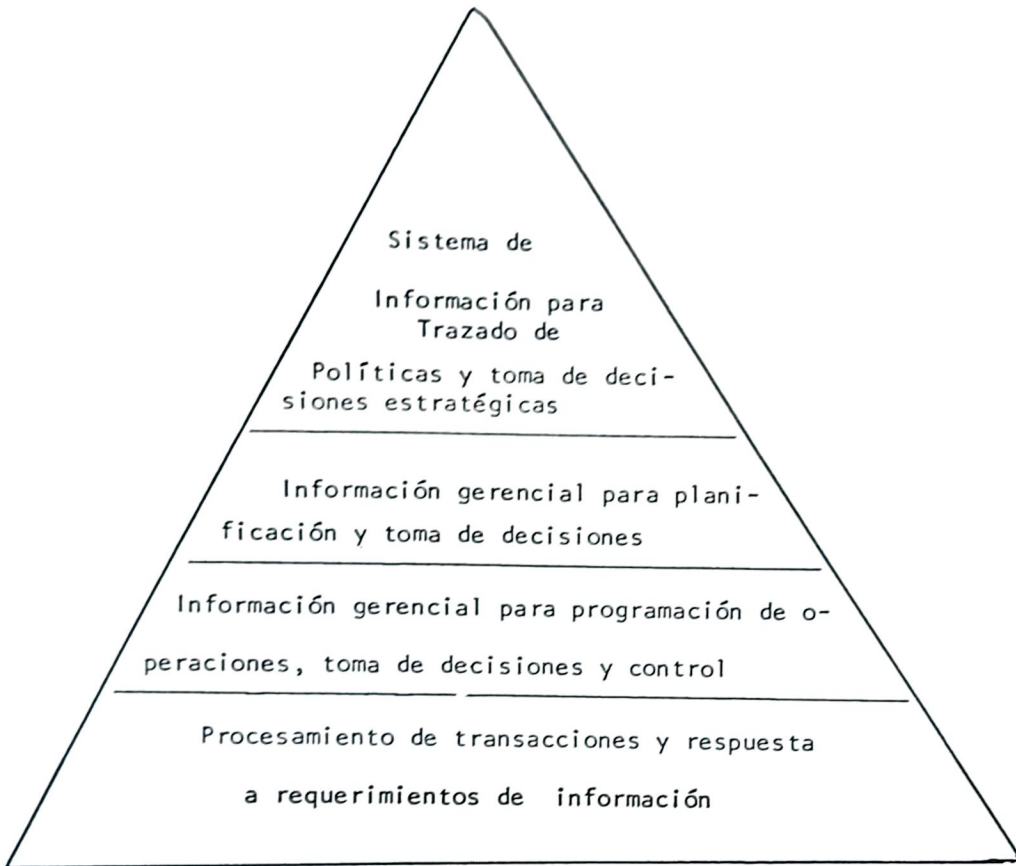 Sistema de
Información para
Trazado de
Políticas y toma de deci-
siones estratégicas
Información gerencial para plani-
ficación y toma de decisiones
Información gerencial para programación de o-
peraciones, toma de decisiones y control
Procesamiento de transacciones y respuesta
a requerimientos de información